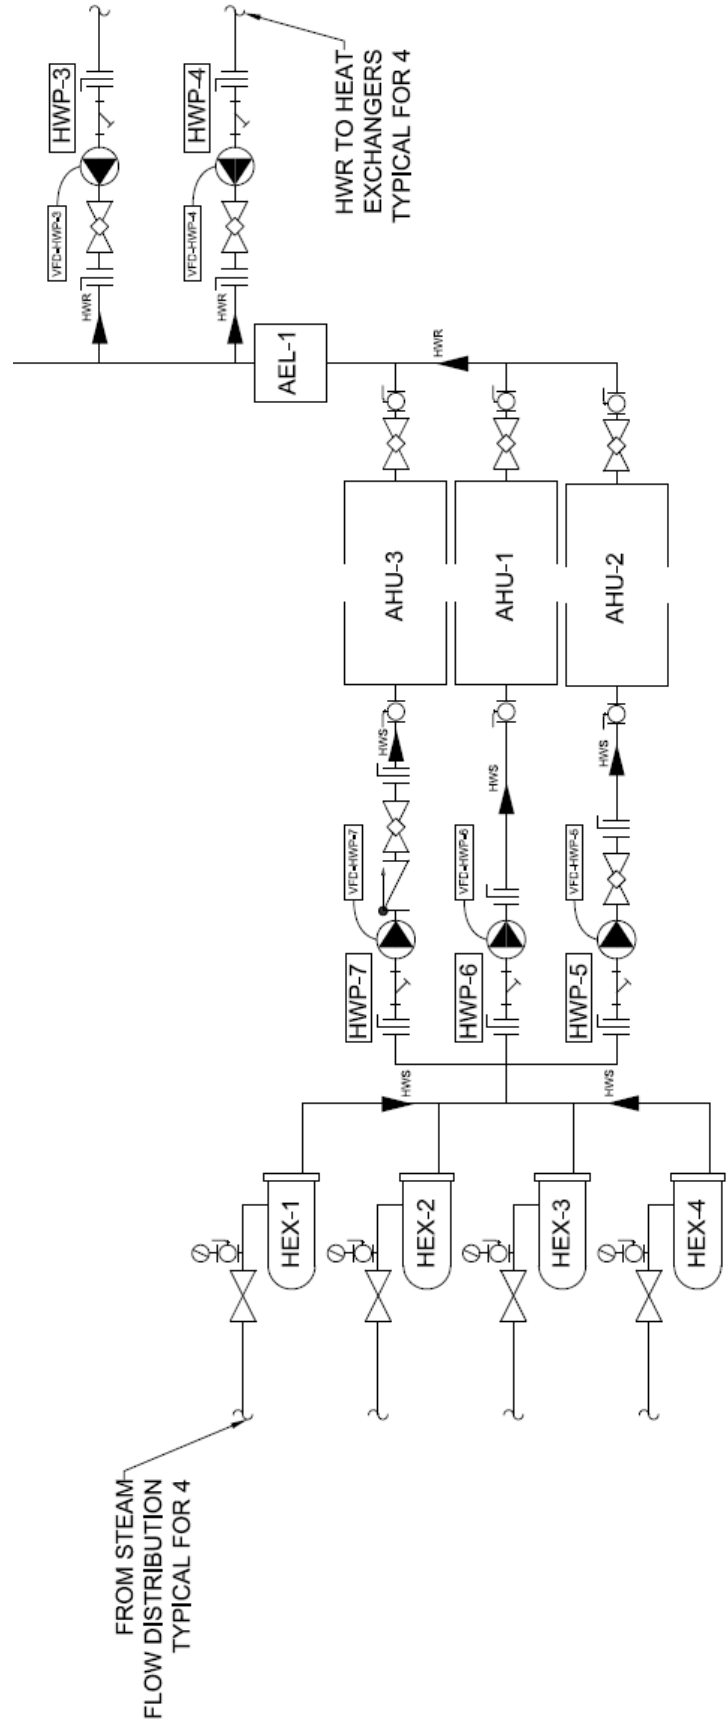 HWP-3
VFD-HWP-3
HWR
HWP-4
VFD-HWP-4
HWR
HWR TO HEAT
EXCHANGERS
TYPICAL FOR 4
AEL-1
HWR
AHU-3
AHU-1
AHU-2
HWS
HWS
HWS
VFD-HWP-7
VFD-HWP-6
VFD-HWP-5
HWP-7
HWP-6
HWP-5
HWS
HWS
HEX-1
HEX-2
HEX-3
HEX-4
FROM STEAM
FLOW DISTRIBUTION
TYPICAL FOR 4